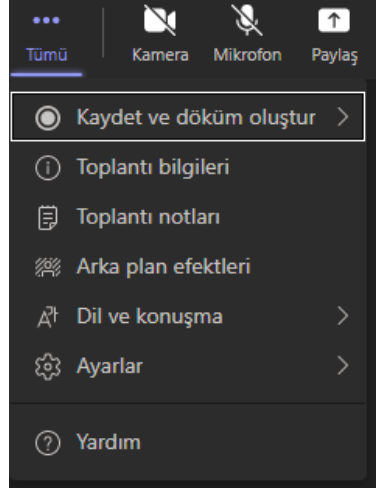 Tümü
Kamera
Mikrofon
Paylaş
Kaydet ve döküm oluştur
Toplantı bilgileri
Toplantı notları
Arka plan efektleri
Dil ve konuşma
Ayarlar
Yardım